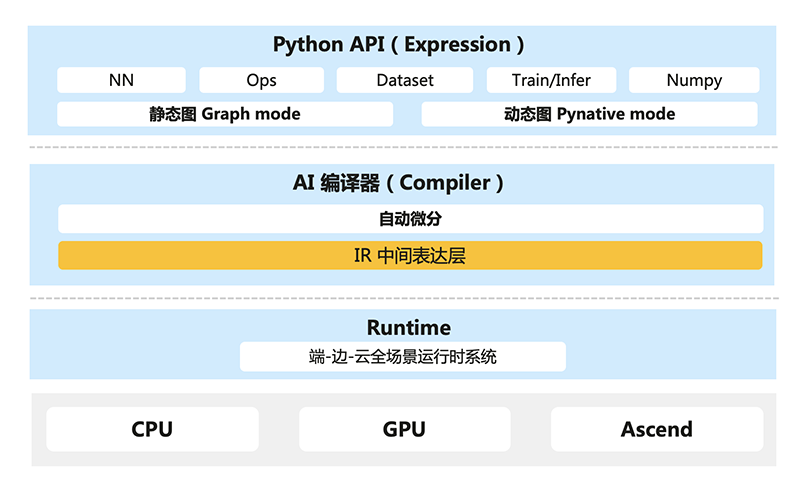 Python API ( Expression )
NN Ops Dataset Train/Infer Numpy
静态图 Graph mode 动态图 Pynative mode
AI 编译器 ( Compiler )
自动微分
IR 中间表达层
Runtime
端-边-云全场景运行时系统
CPU GPU Ascend